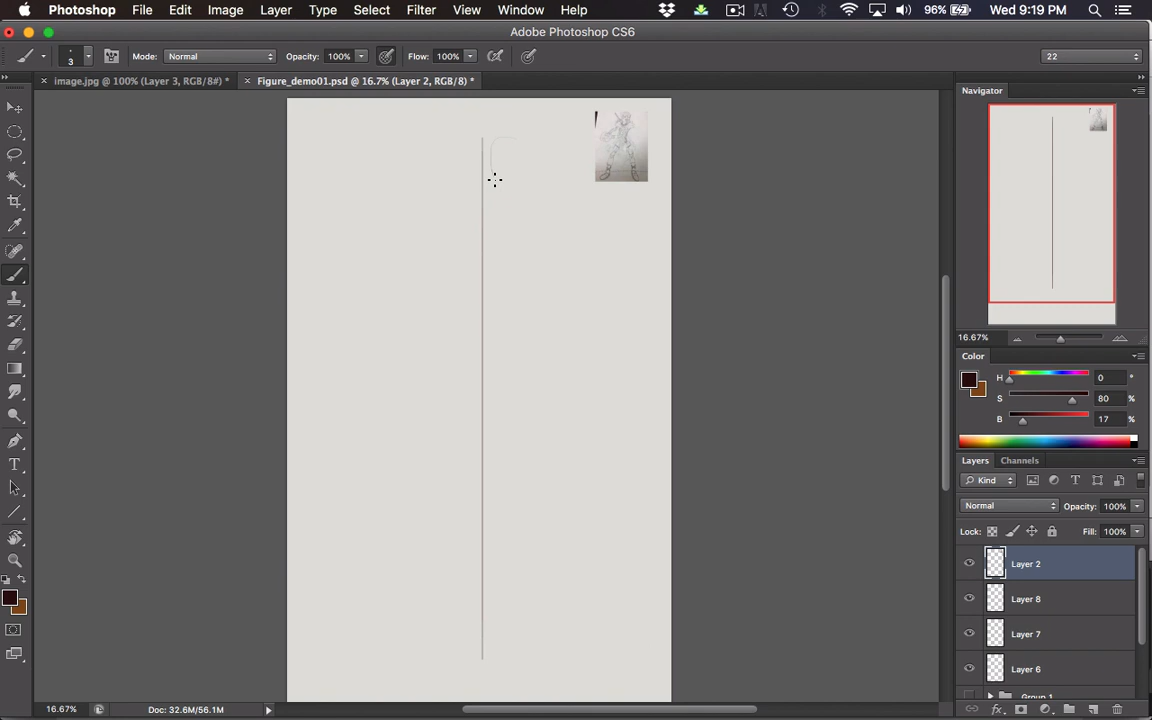 Photoshop File Edit Image Layer Type Select Filter View Window Help 96% Wed 9:19 PM
Adobe Photoshop CS6
3 Mode: Normal Opacity: 100% Flow: 100% 22
× image.jpg @ 100% (Layer 3, RGB/8#) * × Figure_demo01.psd @ 16.7% (Layer 2, RGB/8) *
Navigator
16.67%
Color
H 0 °
S 80 %
B 17 %
Layers Channels
Kind
Normal Opacity: 100%
Lock: Fill: 100%
Layer 2
Layer 8
Layer 7
Layer 6
Group 1
16.67% Doc: 32.6M/56.1M
fx